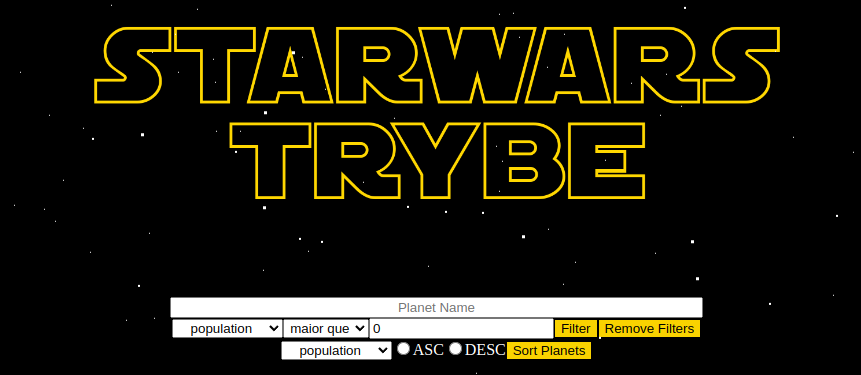 STARWARS
TRYBE
Planet Name
population maior que 0 Filter Remove Filters
population ASC DESC Sort Planets